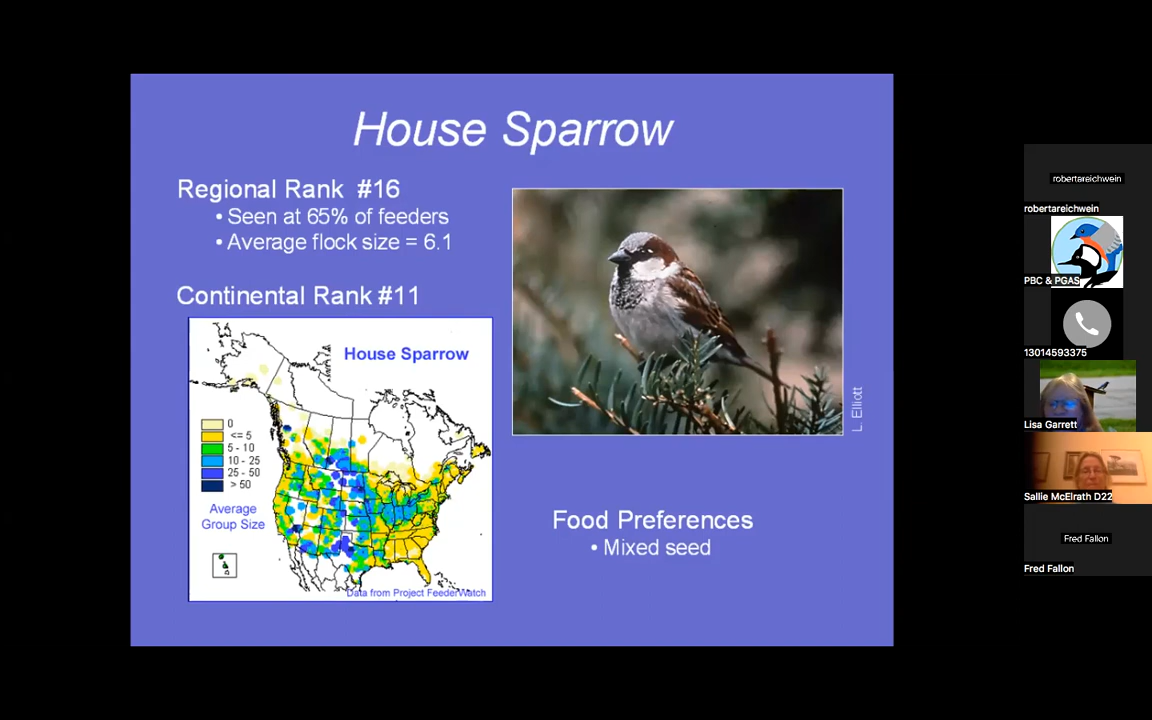 House Sparrow
Regional Rank #16
• Seen at 65% of feeders
• Average flock size = 6.1
Continental Rank #11
House Sparrow
0
<= 5
5 - 10
10 - 25
25 - 50
> 50
Average
Group Size
Data from Project FeederWatch
L. Elliott
Food Preferences
• Mixed seed
robertareichwein
robertareichwein
PBC & PGAS
13014593375
Lisa Garrett
Sallie McElrath D22
Fred Fallon
Fred Fallon